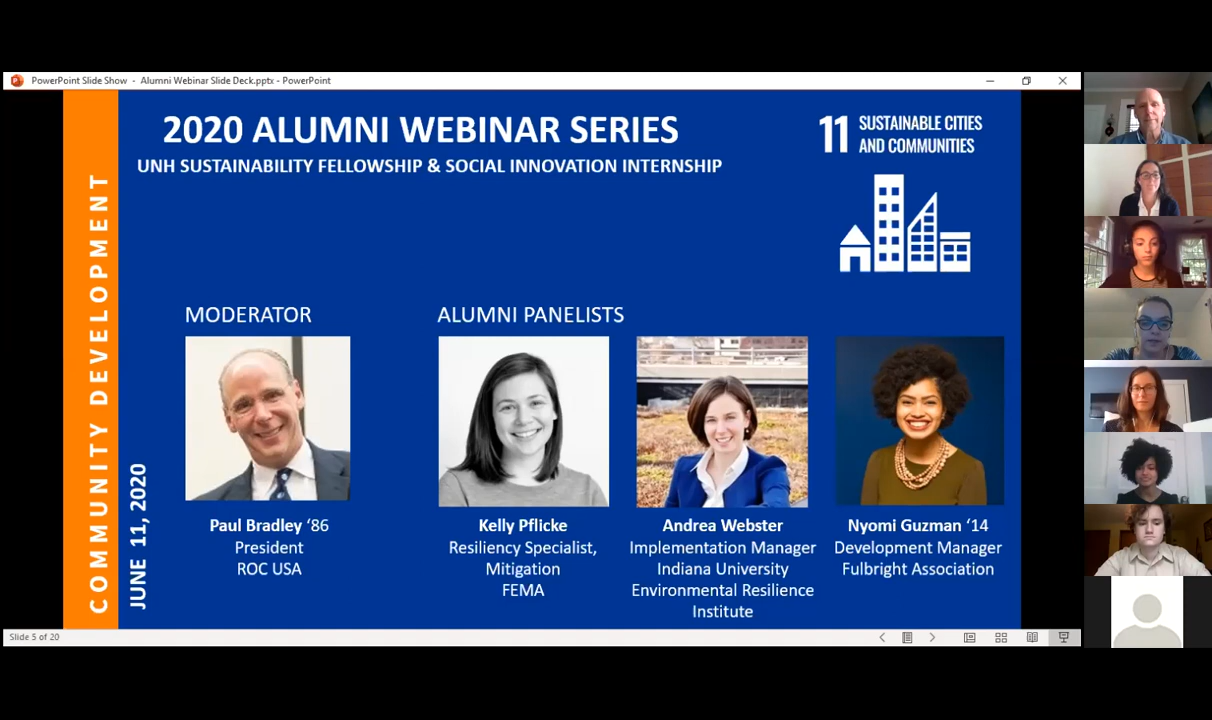 PowerPoint Slide Show - Alumni Webinar Slide Deck.pptx - PowerPoint
2020 ALUMNI WEBINAR SERIES
UNH SUSTAINABILITY FELLOWSHIP & SOCIAL INNOVATION INTERNSHIP
11 SUSTAINABLE CITIES
AND COMMUNITIES
COMMUNITY DEVELOPMENT
JUNE 11, 2020
MODERATOR
Paul Bradley ‘86
President
ROC USA
ALUMNI PANELISTS
Kelly Pflicke
Resiliency Specialist,
Mitigation
FEMA
Andrea Webster
Implementation Manager
Indiana University
Environmental Resilience
Institute
Nyomi Guzman ‘14
Development Manager
Fulbright Association
Slide 5 of 20